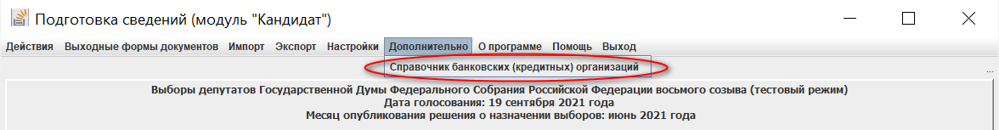 Подготовка сведений (модуль "Кандидат")
Действия Выходные формы документов Импорт Экспорт Настройки Дополнительно О программе Помощь Выход
Справочник банковских (кредитных) организаций
...
Выборы депутатов Государственной Думы Федерального Собрания Российской Федерации восьмого созыва (тестовый режим)
Дата голосования: 19 сентября 2021 года
Месяц опубликования решения о назначении выборов: июнь 2021 года